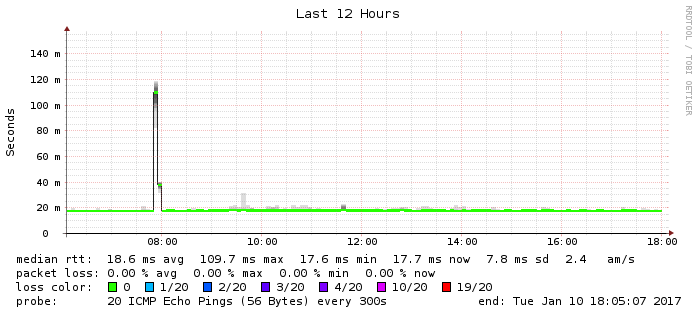 Last 12 Hours
RRDTOOL / TOBI OETIKER
Seconds
140 m
120 m
100 m
80 m
60 m
40 m
20 m
0
08:00 10:00 12:00 14:00 16:00 18:00
median rtt: 18.6 ms avg 109.7 ms max 17.6 ms min 17.7 ms now 7.8 ms sd 2.4 am/s
packet loss: 0.00 % avg 0.00 % max 0.00 % min 0.00 % now
loss color: 0 1/20 2/20 3/20 4/20 10/20 19/20
probe: 20 ICMP Echo Pings (56 Bytes) every 300s end: Tue Jan 10 18:05:07 2017